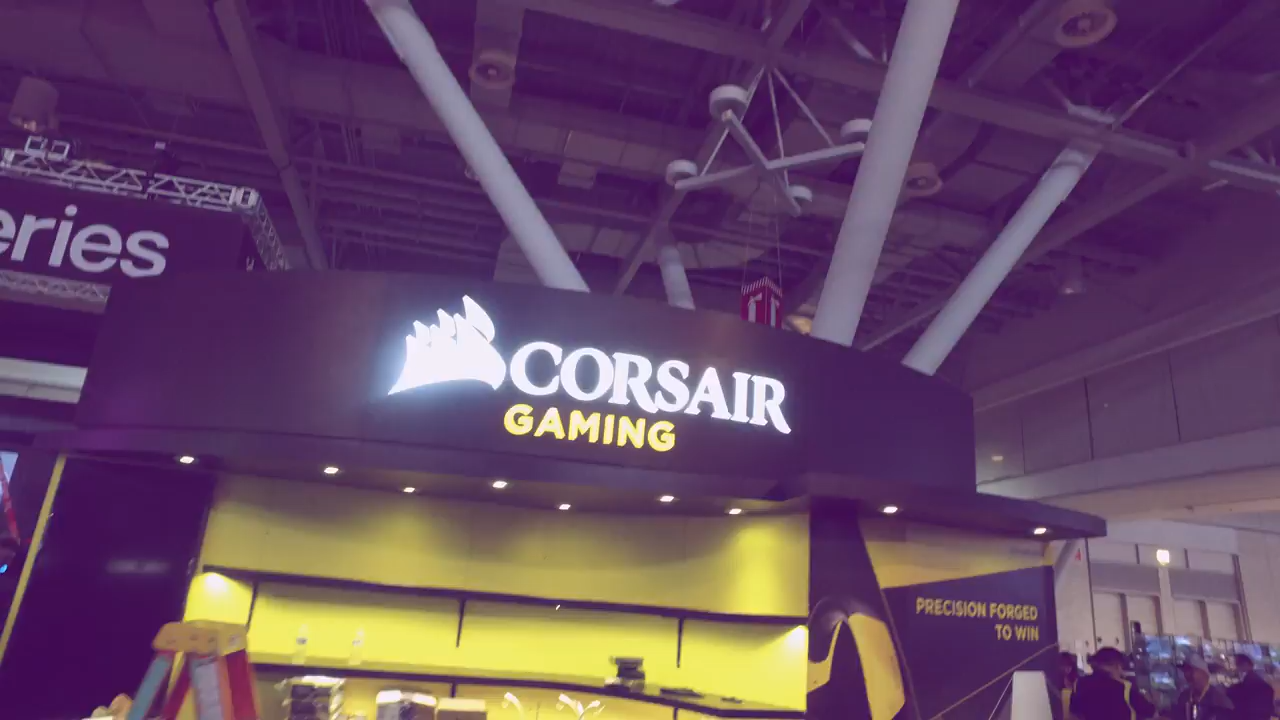 eries
CORSAIR
GAMING
PRECISION FORGED
TO WIN